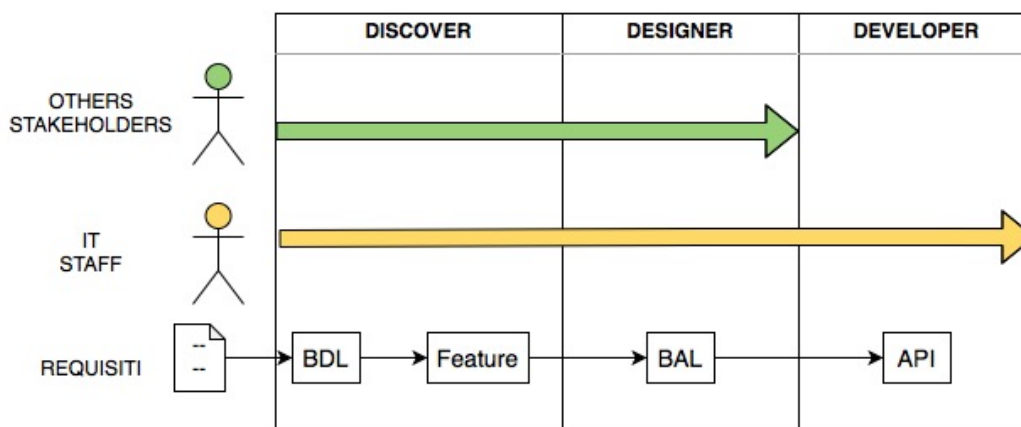 DISCOVER
DESIGNER
DEVELOPER
OTHERS
STAKEHOLDERS
IT
STAFF
REQUISITI
--
--
BDL
Feature
BAL
API